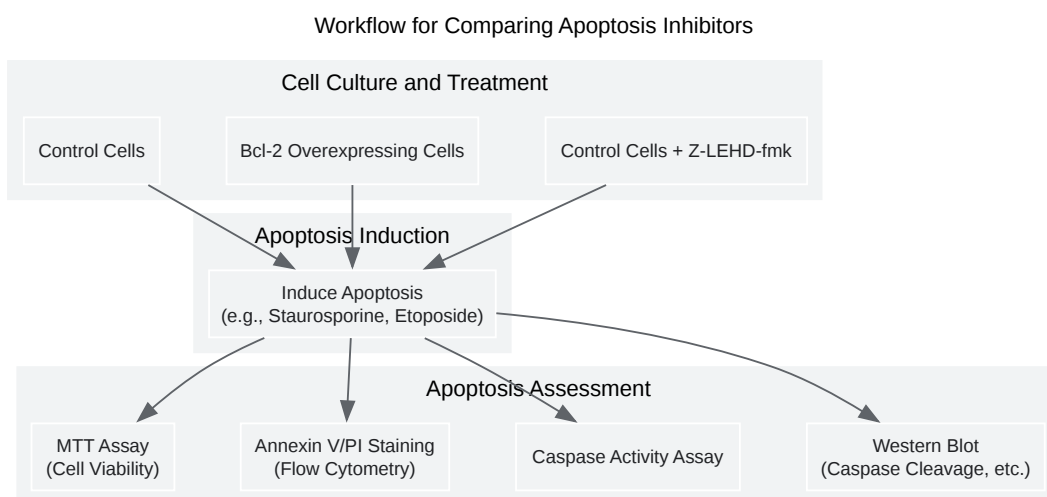 Workflow for Comparing Apoptosis Inhibitors
Cell Culture and Treatment
Control Cells
Bcl-2 Overexpressing Cells
Control Cells + Z-LEHD-fmk
Apoptosis Induction
Induce Apoptosis
(e.g., Staurosporine, Etoposide)
Apoptosis Assessment
MTT Assay
(Cell Viability)
Annexin V/PI Staining
(Flow Cytometry)
Caspase Activity Assay
Western Blot
(Caspase Cleavage, etc.)